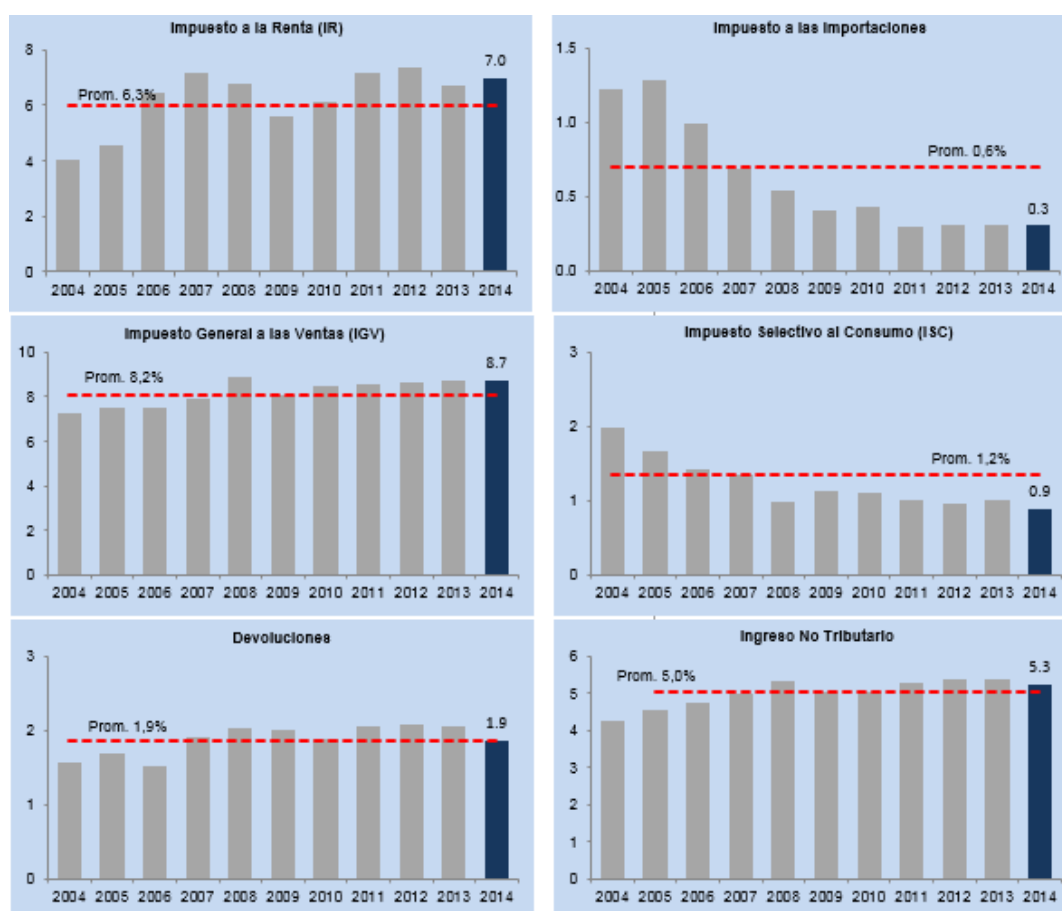 Impuesto a la Renta (IR)
8
6
4
2
0
Prom. 6,3%
7.0
2004 2005 2006 2007 2008 2009 2010 2011 2012 2013 2014
Impuesto a las Importaciones
1.5
1.0
0.5
0.0
Prom. 0,6%
0.3
2004 2005 2006 2007 2008 2009 2010 2011 2012 2013 2014
Impuesto General a las Ventas (IGV)
10
8
6
4
2
0
Prom. 8,2%
8.7
2004 2005 2006 2007 2008 2009 2010 2011 2012 2013 2014
Impuesto Selectivo al Consumo (ISC)
3
2
1
0
Prom. 1,2%
0.9
2004 2005 2006 2007 2008 2009 2010 2011 2012 2013 2014
Devoluciones
3
2
1
0
Prom. 1,9%
1.9
2004 2005 2006 2007 2008 2009 2010 2011 2012 2013 2014
Ingreso No Tributario
6
5
4
3
2
1
0
Prom. 5,0%
5.3
2004 2005 2006 2007 2008 2009 2010 2011 2012 2013 2014